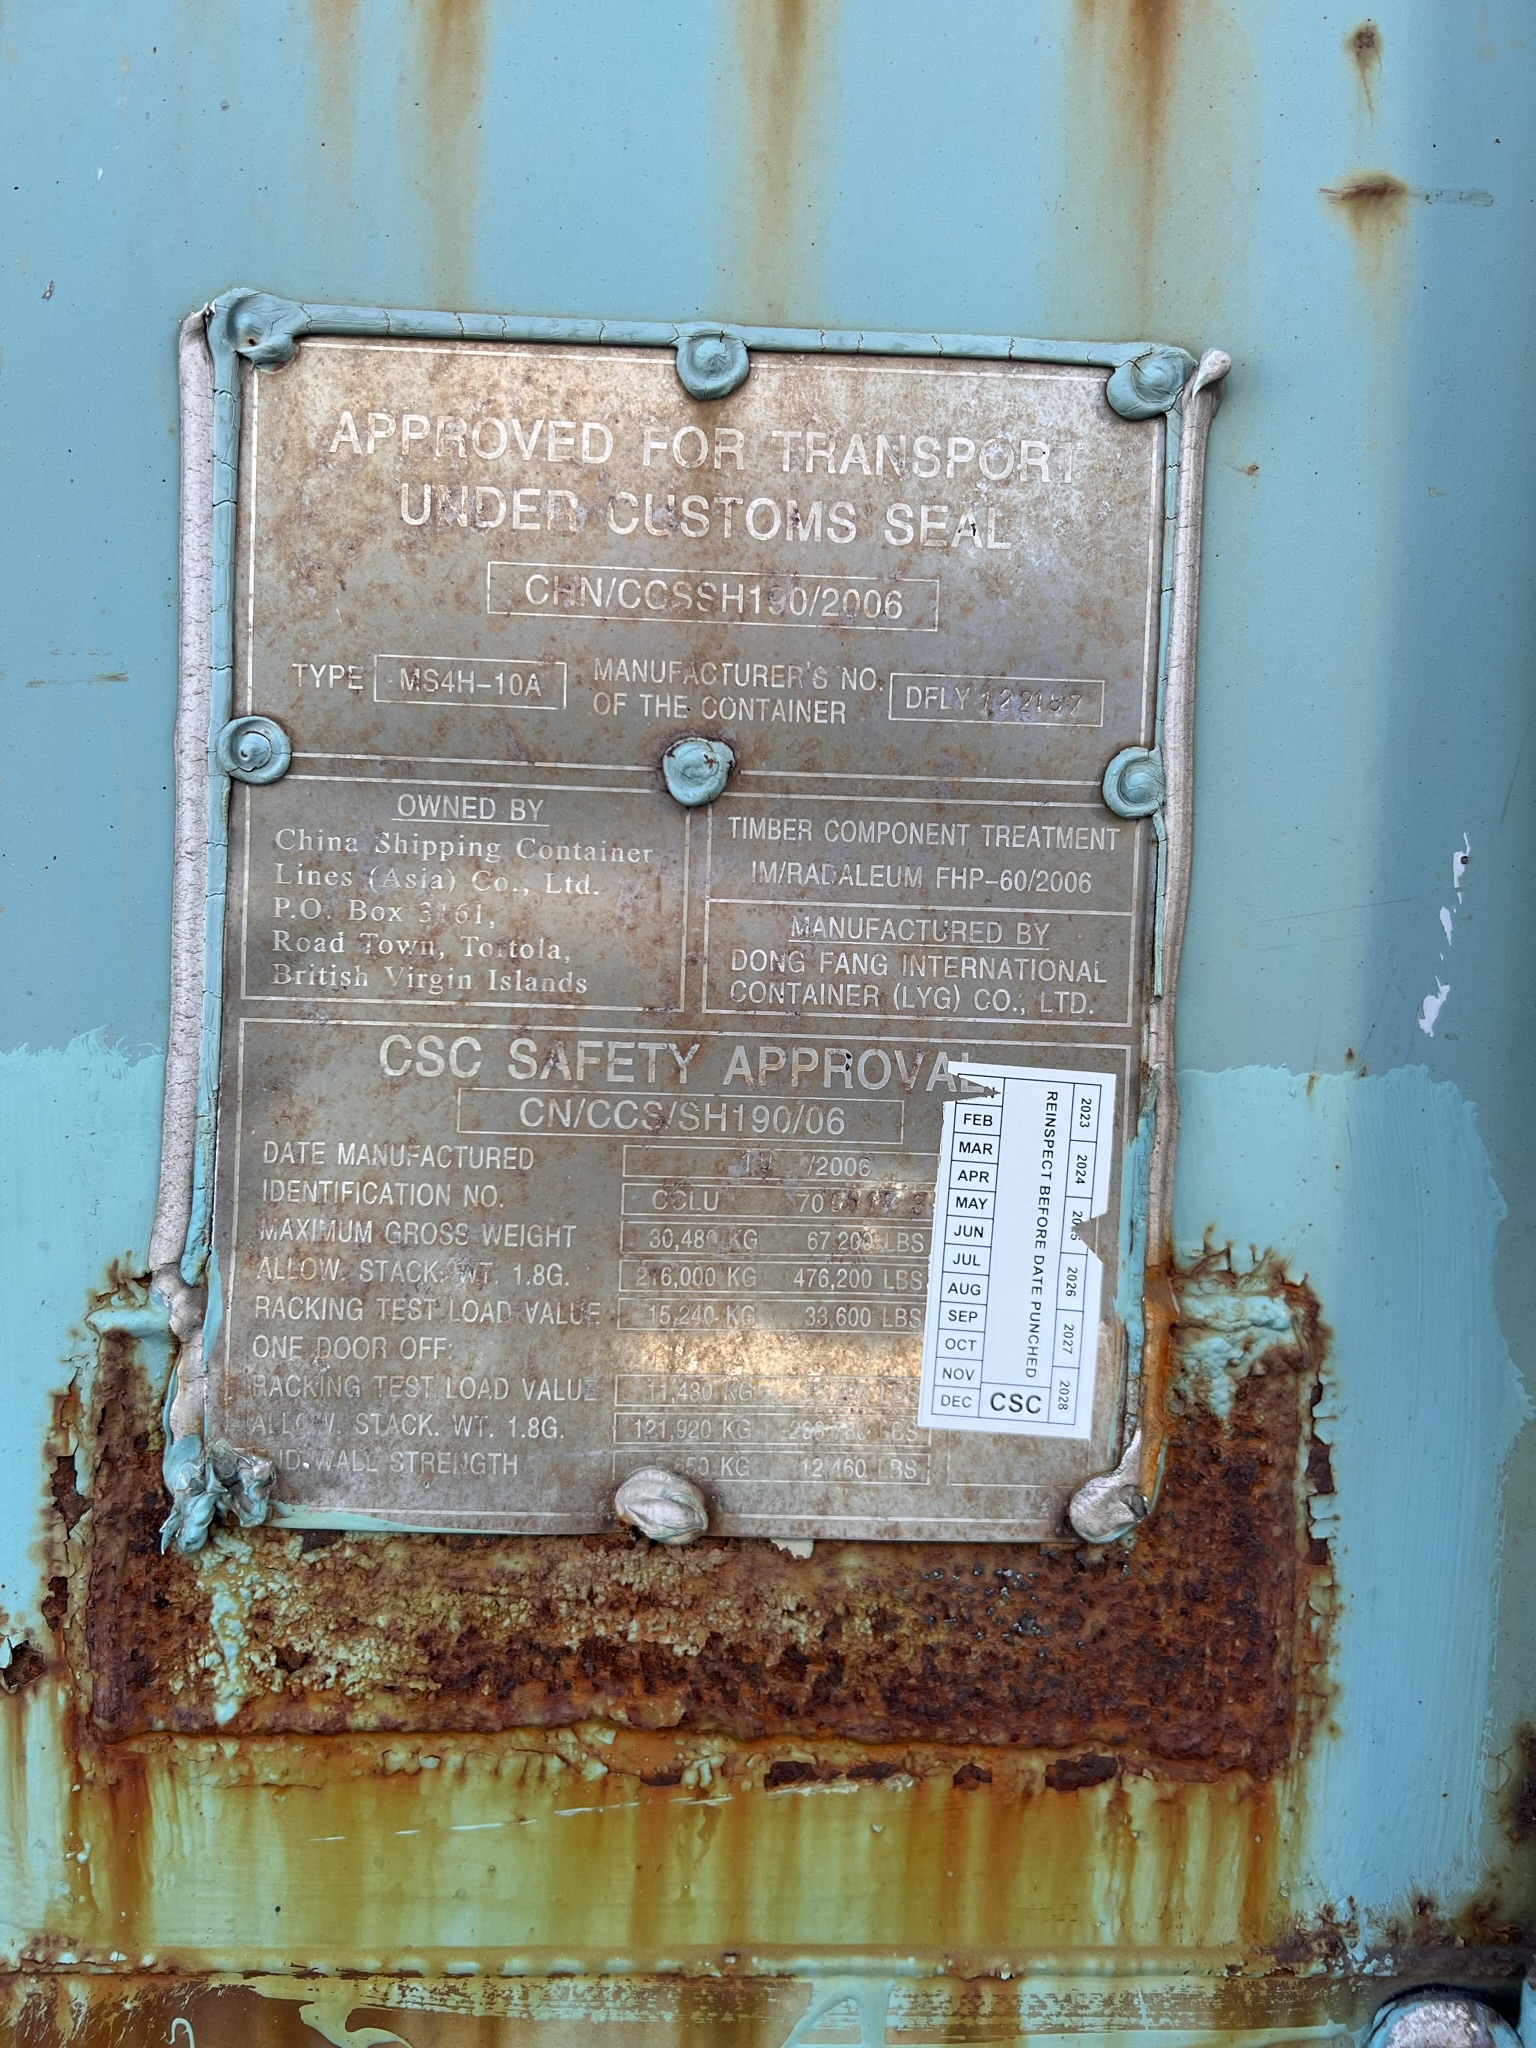 APPROVED FOR TRANSPORT
UNDER CUSTOMS SEAL
CHN/CCSSH190/2006
TYPE MS4H-10A MANUFACTURER'S NO.
OF THE CONTAINER DFLY
OWNED BY
China Shipping Container
Lines (Asia) Co., Ltd.
P.O. Box 3161,
Road Town, Tortola,
British Virgin Islands
TIMBER COMPONENT TREATMENT
IM/RADALEUM FHP-60/2006
MANUFACTURED BY
DONG FANG INTERNATIONAL
CONTAINER (LYG) CO., LTD.
CSC SAFETY APPROVAL
CN/CCS/SH190/06
DATE MANUFACTURED /2006
IDENTIFICATION NO. CCLU
MAXIMUM GROSS WEIGHT 30,480 KG 67,200 LBS
ALLOW. STACK. WT. 1.8G. 216,000 KG 476,200 LBS
RACKING TEST LOAD VALUE 15,240 KG 33,600 LBS
ONE DOOR OFF:
RACKING TEST LOAD VALUE 11,430 KG LBS
ALLOW. STACK. WT. 1.8G. 121,920 KG LBS
WALL STRENGTH KG 12,460 LBS
FEB
MAR
APR
MAY
JUN
JUL
AUG
SEP
OCT
NOV
DEC
REINSPECT BEFORE DATE PUNCHED
CSC
2023
2024
2026
2027
2028